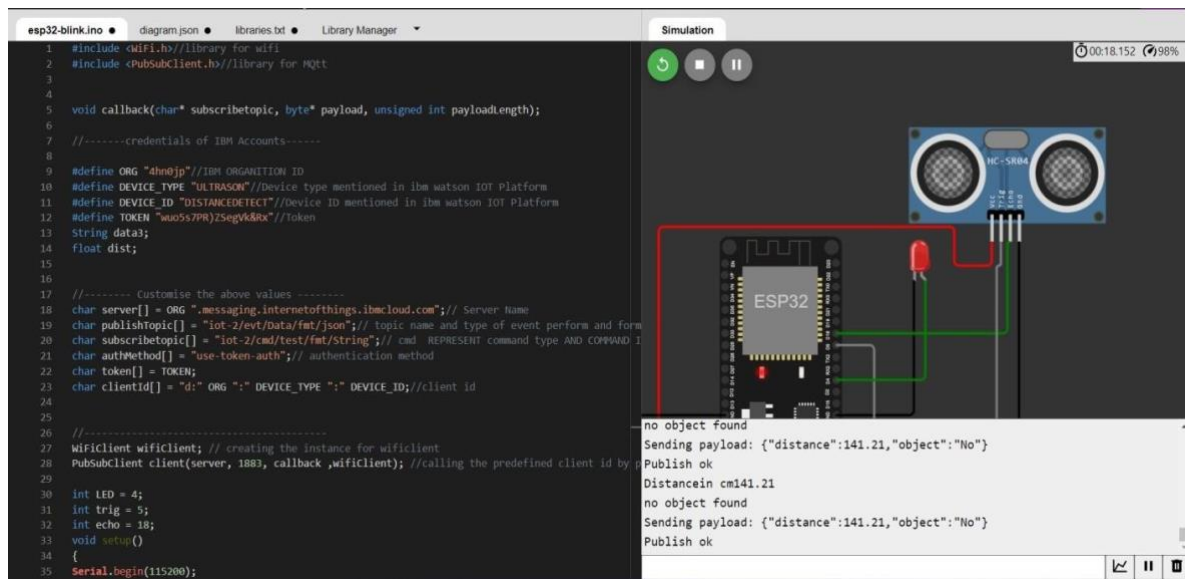 esp32-blink.ino ● diagram.json ● libraries.txt ● Library Manager
1 #include <WiFi.h>//library for wifi
2 #include <PubSubClient.h>//library for MQtt
3
4
5 void callback(char* subscribetopic, byte* payload, unsigned int payloadLength);
6
7 //-------credentials of IBM Accounts------
8
9 #define ORG "4hn0jp"//IBM ORGANITION ID
10 #define DEVICE_TYPE "ULTRASON"//Device type mentioned in ibm watson IOT Platform
11 #define DEVICE_ID "DISTANCEDETECT"//Device ID mentioned in ibm watson IOT Platform
12 #define TOKEN "wuo5s7PR)ZSegVk&Rx"//Token
13 String data3;
14 float dist;
15
16
17 //-------- Customise the above values --------
18 char server[] = ORG ".messaging.internetofthings.ibmcloud.com";// Server Name
19 char publishTopic[] = "iot-2/evt/Data/fmt/json";// topic name and type of event perform and form
20 char subscribetopic[] = "iot-2/cmd/test/fmt/String";// cmd REPRESENT command type AND COMMAND I
21 char authMethod[] = "use-token-auth";// authentication method
22 char token[] = TOKEN;
23 char clientId[] = "d:" ORG ":" DEVICE_TYPE ":" DEVICE_ID;//client id
24
25
26 //-----------------------------------------
27 WiFiClient wifiClient; // creating the instance for wificlient
28 PubSubClient client(server, 1883, callback ,wifiClient); //calling the predefined client id by p
29
30 int LED = 4;
31 int trig = 5;
32 int echo = 18;
33 void setup()
34 {
35 Serial.begin(115200);
Simulation
00:18.152 98%
HC-SR04
Vcc
Trig
Echo
Gnd
ESP32
no object found
Sending payload: {"distance":141.21,"object":"No"}
Publish ok
Distancein cm141.21
no object found
Sending payload: {"distance":141.21,"object":"No"}
Publish ok